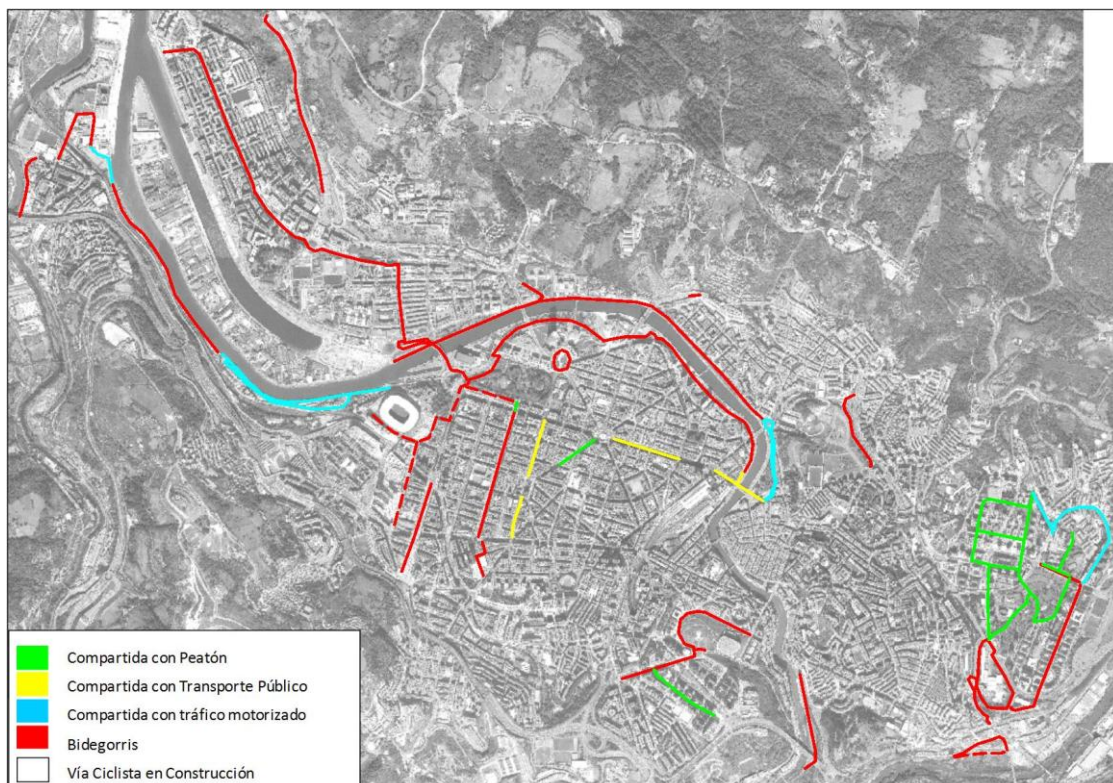 Compartida con Peatón
Compartida con Transporte Público
Compartida con tráfico motorizado
Bidegorris
Vía Ciclista en Construcción